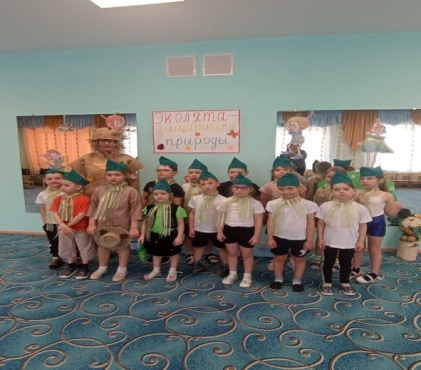 Эколята-
защитники
природы